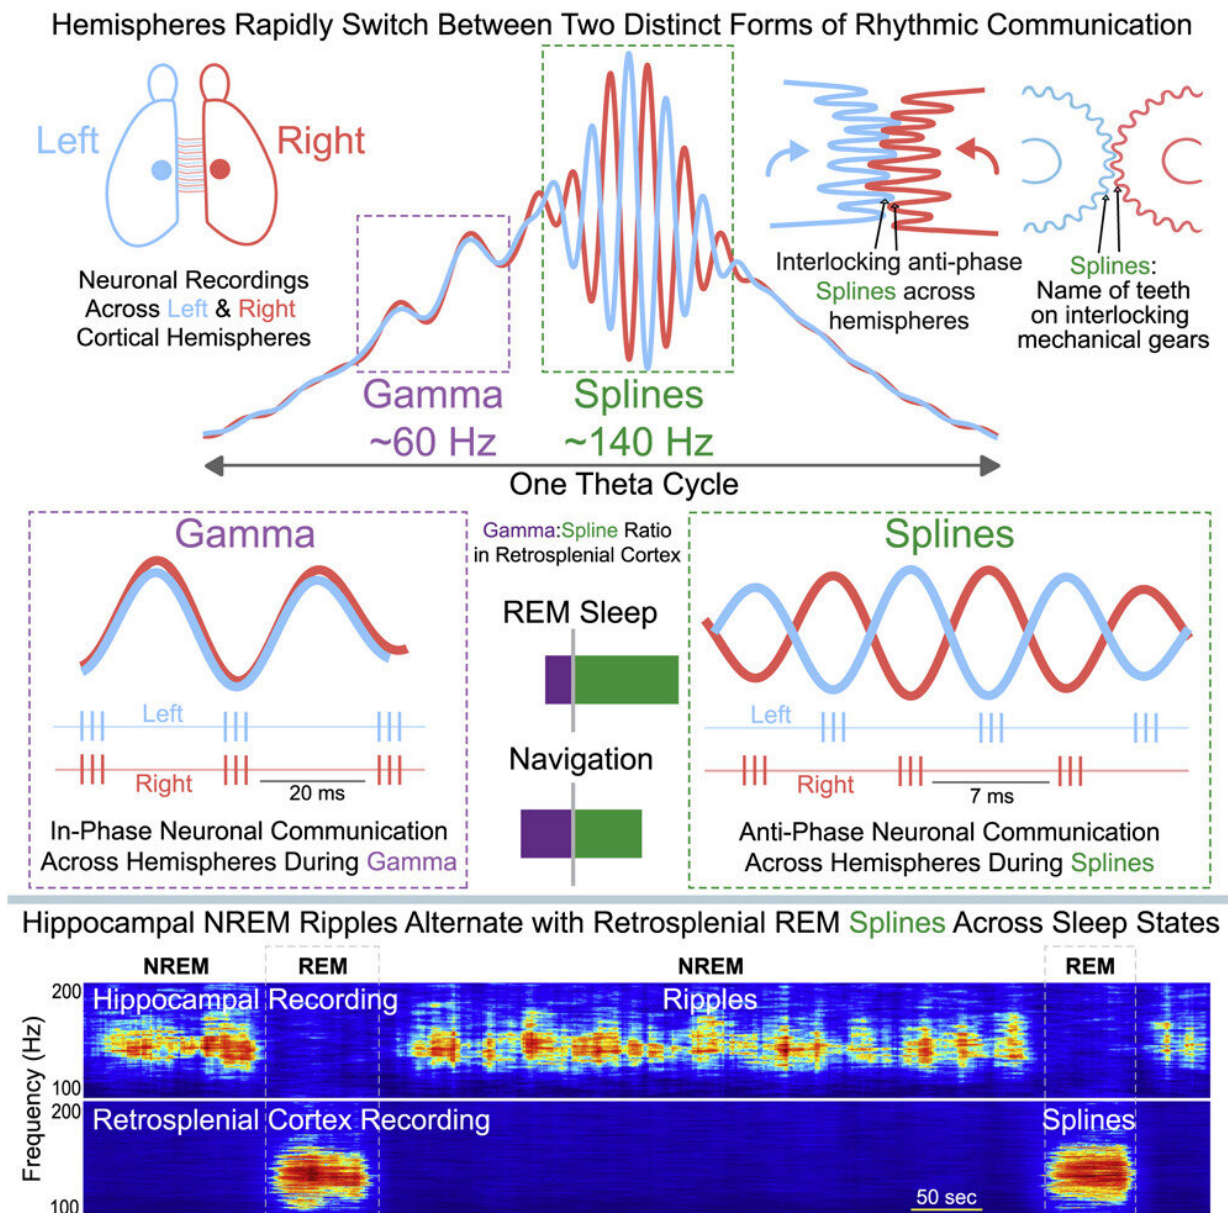 Hemispheres Rapidly Switch Between Two Distinct Forms of Rhythmic Communication
Left
Right
Neuronal Recordings
Across Left & Right
Cortical Hemispheres
Interlocking anti-phase
Splines across
hemispheres
Splines:
Name of teeth
on interlocking
mechanical gears
Gamma
~60 Hz
Splines
~140 Hz
One Theta Cycle
Gamma
Left
Right
20 ms
In-Phase Neuronal Communication
Across Hemispheres During Gamma
Gamma:Spline Ratio
in Retrosplenial Cortex
REM Sleep
Navigation
Splines
Left
Right
7 ms
Anti-Phase Neuronal Communication
Across Hemispheres During Splines
Hippocampal NREM Ripples Alternate with Retrosplenial REM Splines Across Sleep States
NREM
REM
NREM
REM
Frequency (Hz)
200
100
Hippocampal Recording
Ripples
200
100
Retrosplenial Cortex Recording
Splines
50 sec